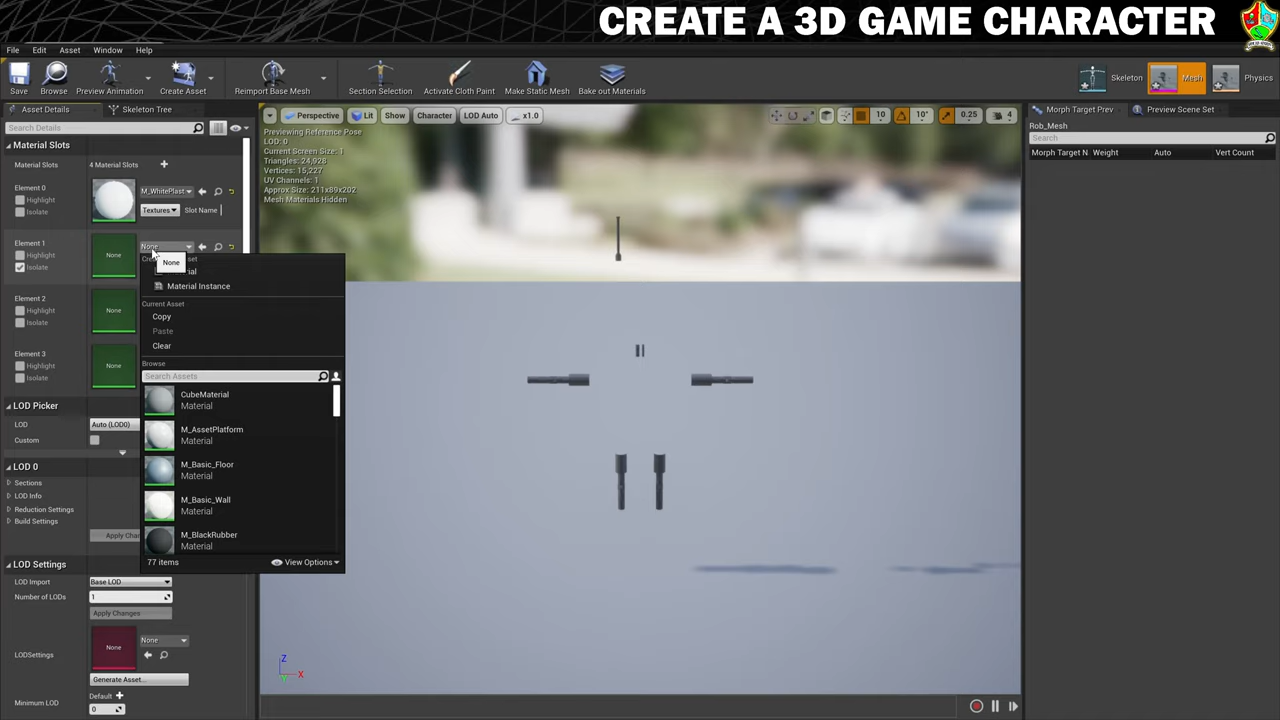 CREATE A 3D GAME CHARACTER
File Edit Asset Window Help
Save Browse Preview Animation Create Asset Reimport Base Mesh Section Selection Activate Cloth Paint Make Static Mesh Bake out Materials Skeleton Mesh Physics
Asset Details Skeleton Tree
Search Details
Material Slots
Material Slots 4 Material Slots
Element 0
Highlight
Isolate
M_WhitePlast
Textures Slot Name
Element 1
Highlight
Isolate
None
None
None
Material Instance
Current Asset
Copy
Paste
Clear
Browse
Search Assets
CubeMaterial
Material
M_AssetPlatform
Material
M_Basic_Floor
Material
M_Basic_Wall
Material
M_BlackRubber
Material
77 items View Options
Element 2
Highlight
Isolate
None
Element 3
Highlight
Isolate
None
LOD Picker
LOD Auto (LOD0)
Custom
LOD 0
Sections
LOD Info
Reduction Settings
Build Settings
LOD Settings
LOD Import Base LOD
Number of LODs 1
Apply Changes
LODSettings
None
None
Generate Asset...
Minimum LOD
Default
0
Perspective Lit Show Character LOD Auto x1.0 10 10° 0.25 4
Previewing Reference Pose
LOD: 0
Current Screen Size: 1
Triangles: 24,928
Vertices: 15,227
UV Channels: 1
Approx Size: 211x89x202
Mesh Materials Hidden
Z
X
Y
Morph Target Prev Preview Scene Set
Rob_Mesh
Search
Morph Target N Weight Auto Vert Count